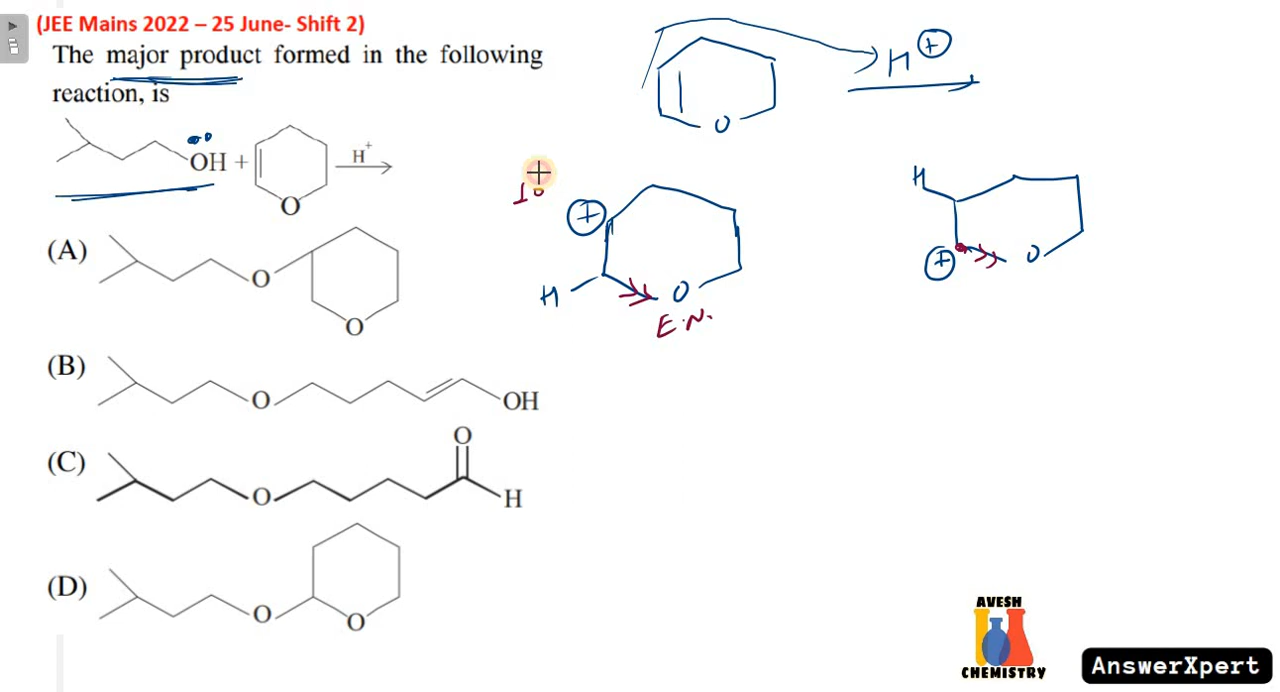 (JEE Mains 2022 – 25 June- Shift 2)
The major product formed in the following
reaction, is
OH + O H+
(A) O O
(B) O OH
(C) O O H
(D) O O
O H ⊕
⊕ H O
E.N.
H ⊕ O
AVESH
CHEMISTRY
AnswerXpert